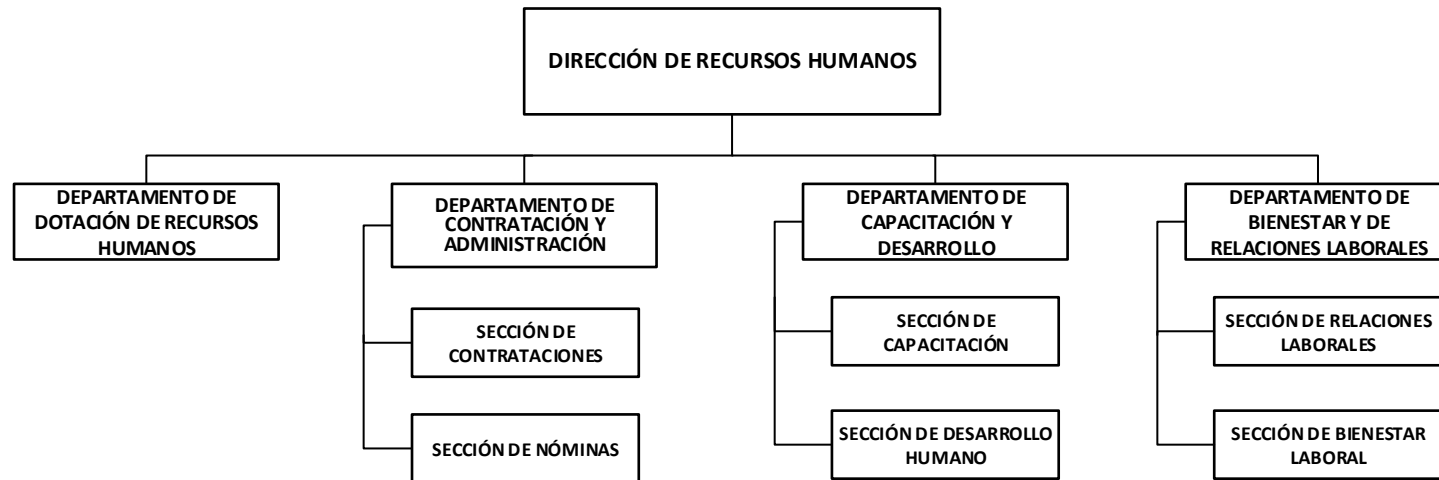 DIRECCIÓN DE RECURSOS HUMANOS
DEPARTAMENTO DE
DOTACIÓN DE RECURSOS
HUMANOS
DEPARTAMENTO DE
CONTRATACIÓN Y
ADMINISTRACIÓN
DEPARTAMENTO DE
CAPACITACIÓN Y
DESARROLLO
DEPARTAMENTO DE
BIENESTAR Y DE
RELACIONES LABORALES
SECCIÓN DE
CONTRATACIONES
SECCIÓN DE
CAPACITACIÓN
SECCIÓN DE RELACIONES
LABORALES
SECCIÓN DE NÓMINAS
SECCIÓN DE DESARROLLO
HUMANO
SECCIÓN DE BIENESTAR
LABORAL